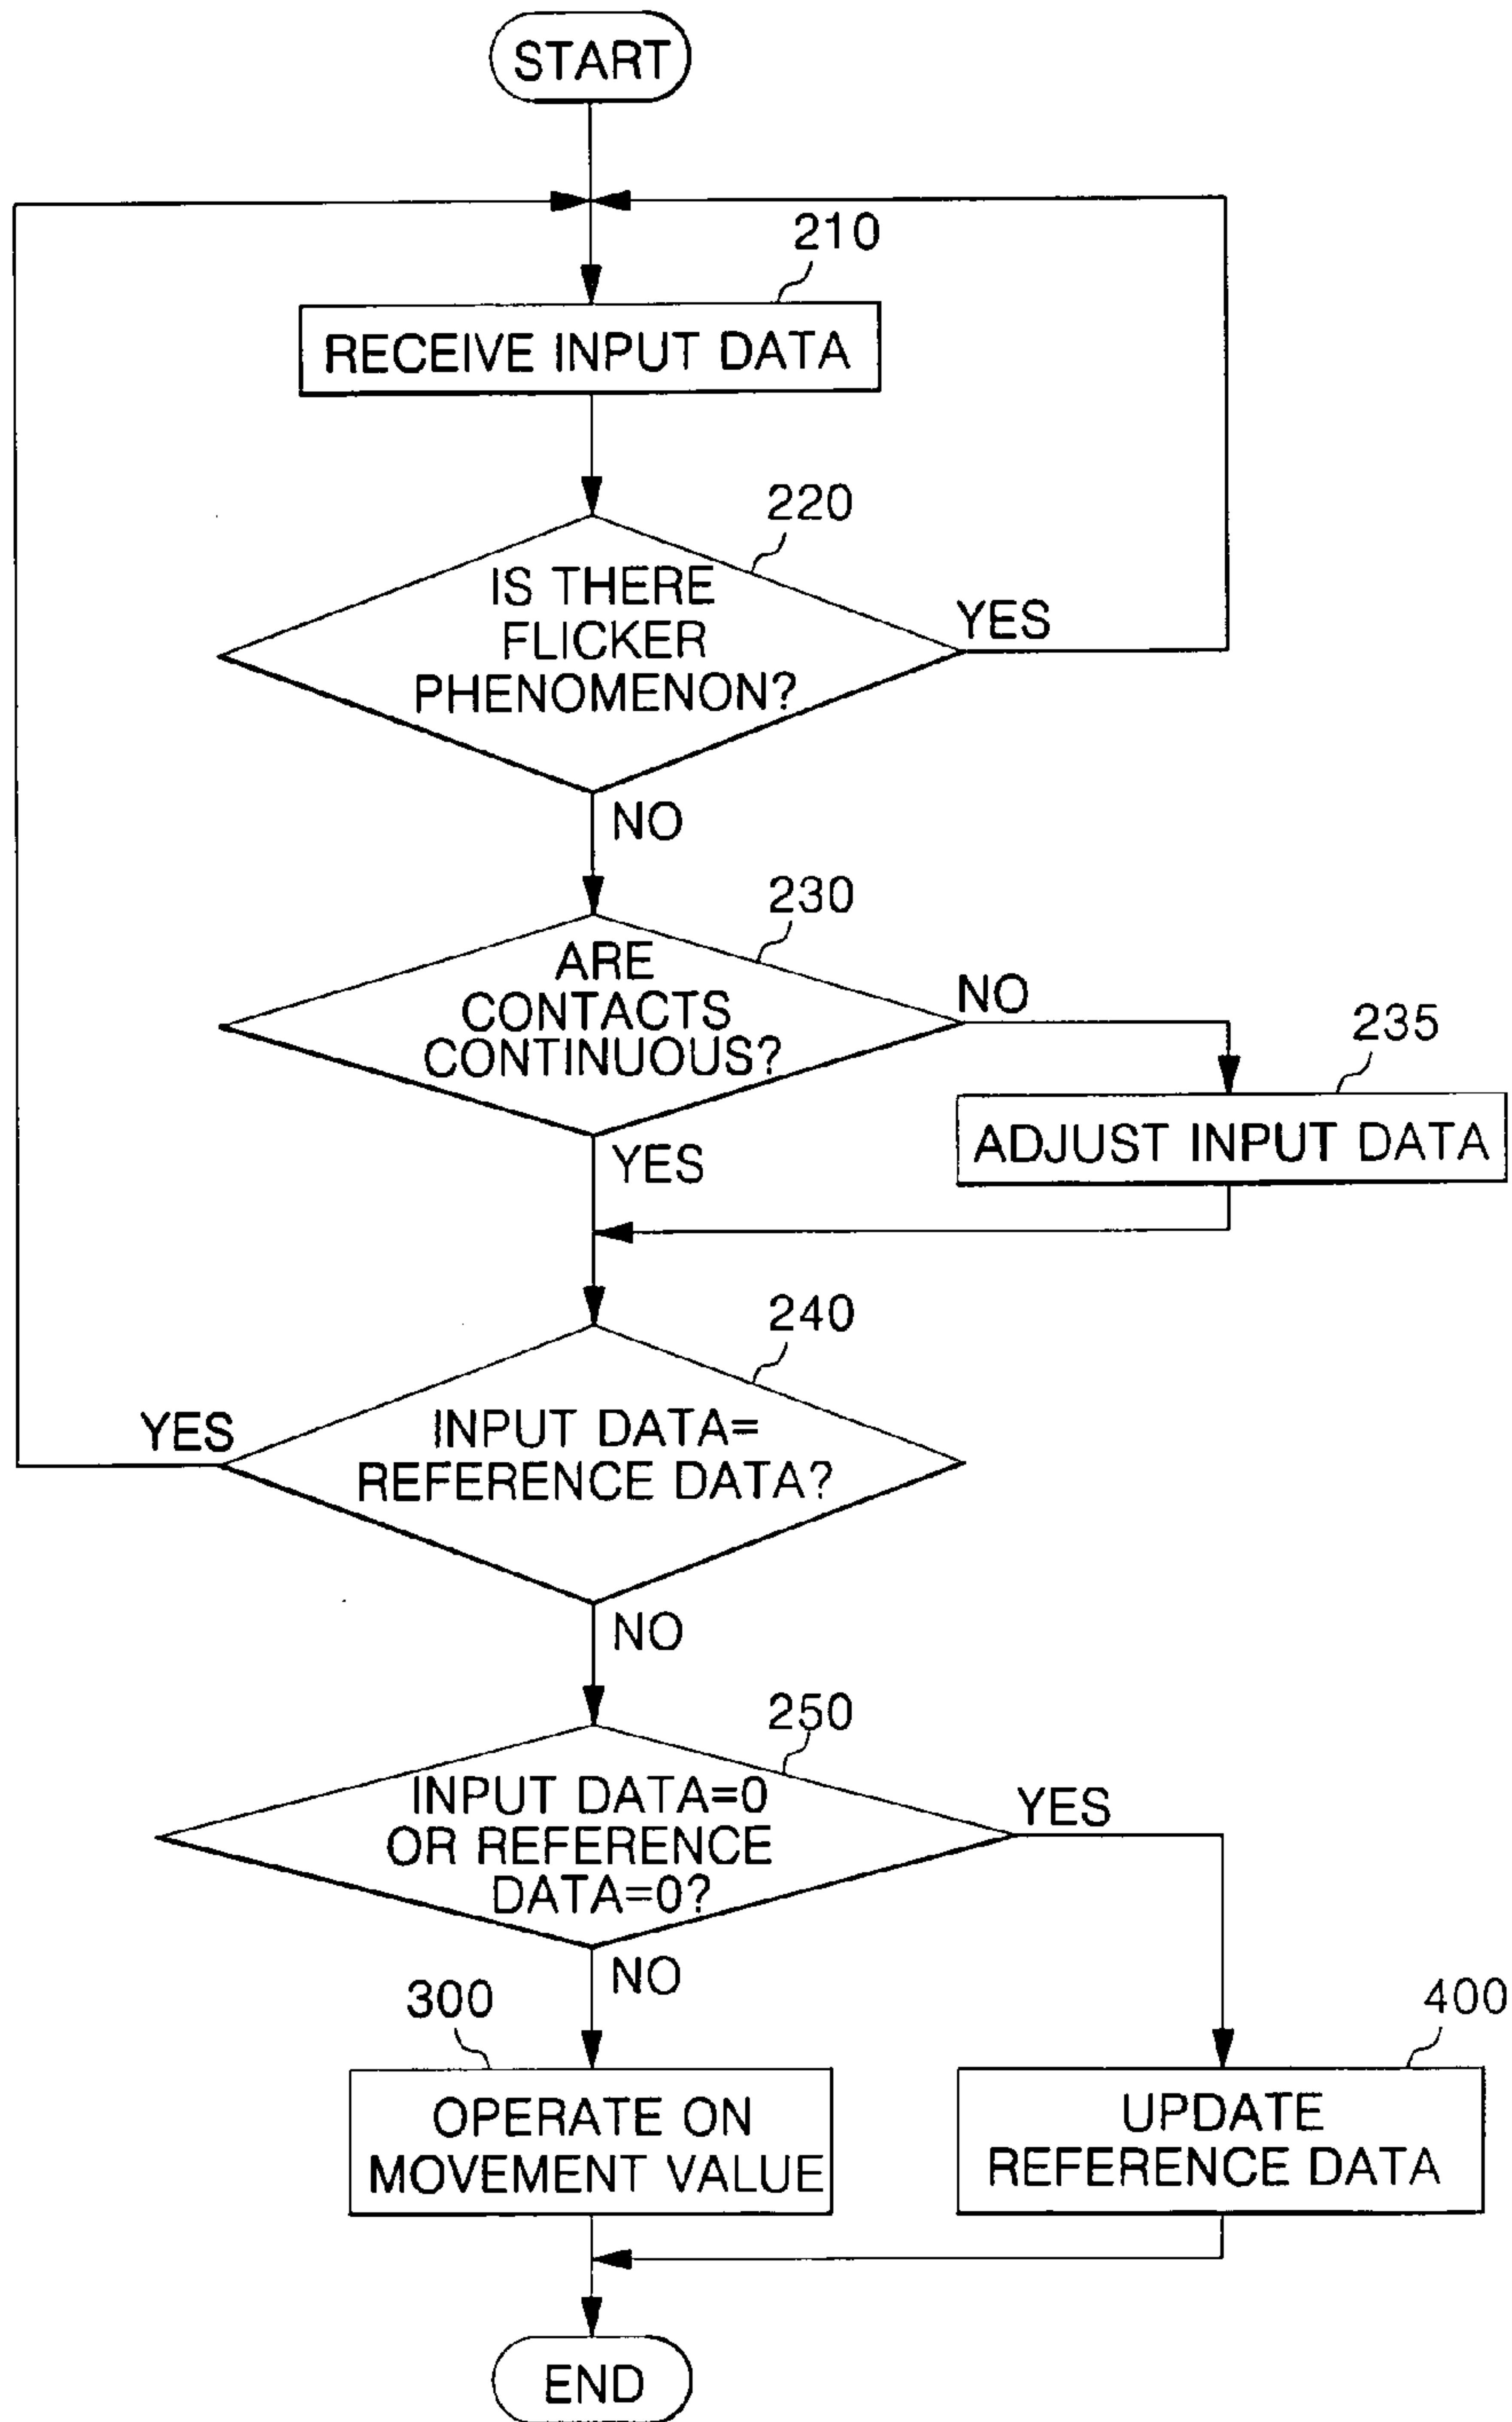 START
210
RECEIVE INPUT DATA
220
IS THERE
FLICKER
PHENOMENON?
YES
NO
230
ARE
CONTACTS
CONTINUOUS?
NO
235
ADJUST INPUT DATA
YES
240
YES
INPUT DATA=
REFERENCE DATA?
NO
250
INPUT DATA=0
OR REFERENCE
DATA=0?
YES
NO
300
OPERATE ON
MOVEMENT VALUE
400
UPDATE
REFERENCE DATA
END